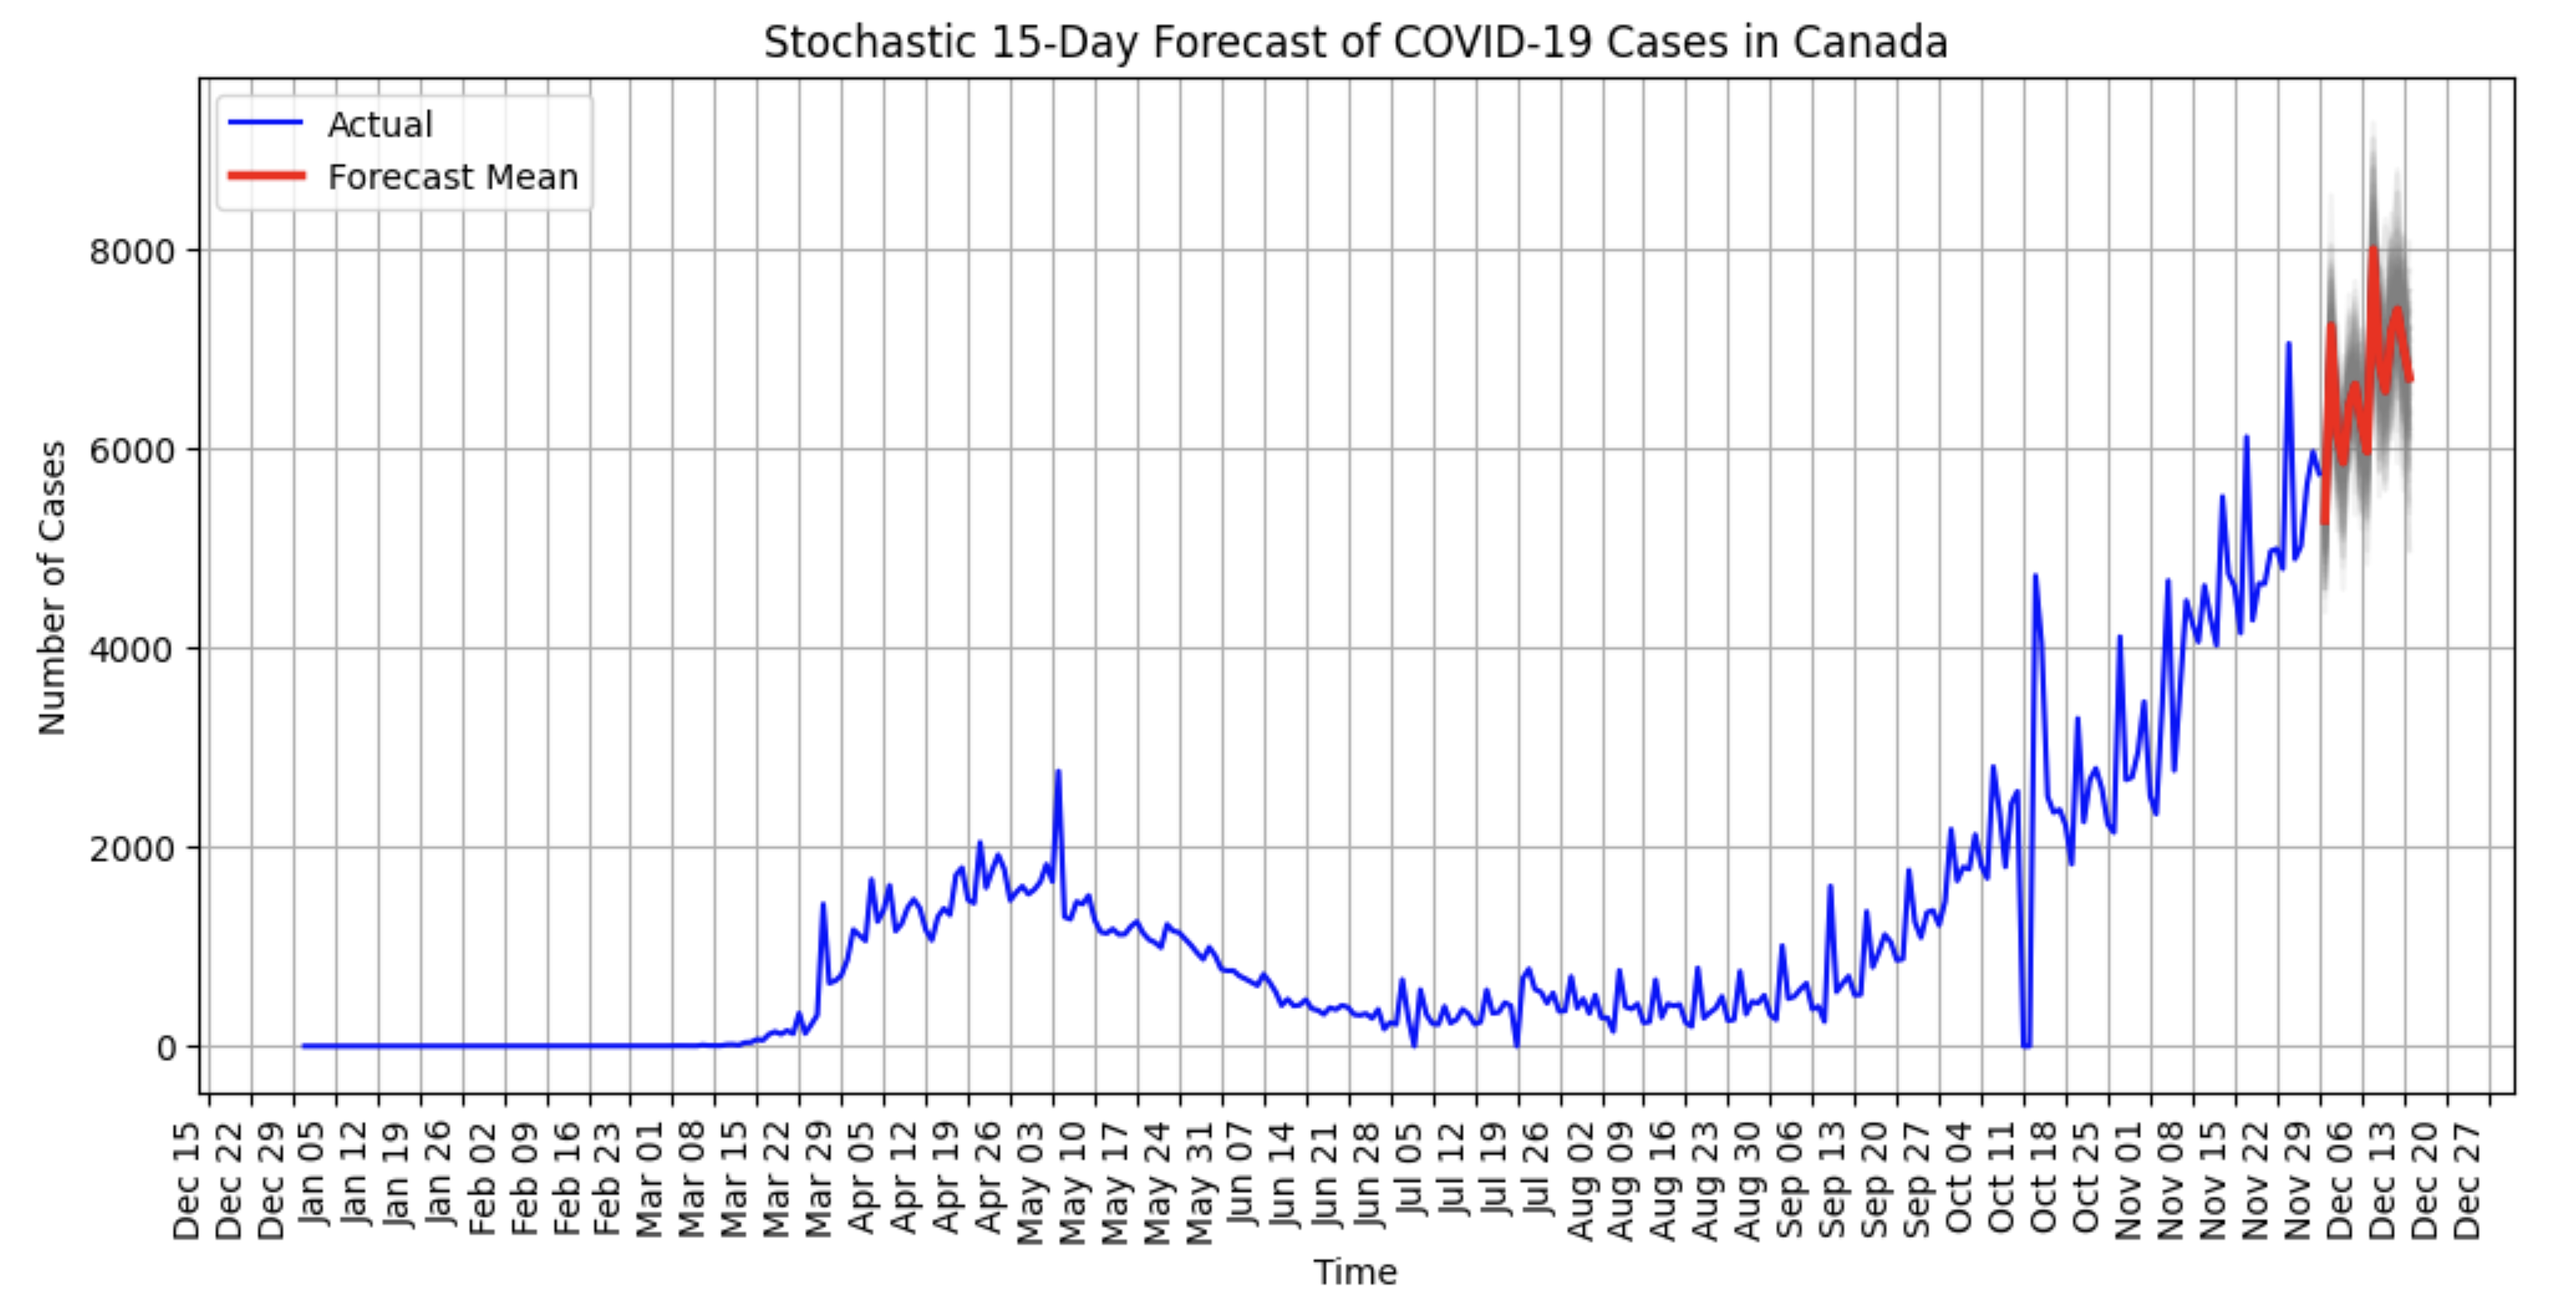 Stochastic 15-Day Forecast of COVID-19 Cases in Canada
Actual
Forecast Mean
8000
6000
4000
2000
0
Number of Cases
Dec 15
Dec 22
Dec 29
Jan 05
Jan 12
Jan 19
Jan 26
Feb 02
Feb 09
Feb 16
Feb 23
Mar 01
Mar 08
Mar 15
Mar 22
Mar 29
Apr 05
Apr 12
Apr 19
Apr 26
May 03
May 10
May 17
May 24
May 31
Jun 07
Jun 14
Jun 21
Jun 28
Jul 05
Jul 12
Jul 19
Jul 26
Aug 02
Aug 09
Aug 16
Aug 23
Aug 30
Sep 06
Sep 13
Sep 20
Sep 27
Oct 04
Oct 11
Oct 18
Oct 25
Nov 01
Nov 08
Nov 15
Nov 22
Nov 29
Dec 06
Dec 13
Dec 20
Dec 27
Time